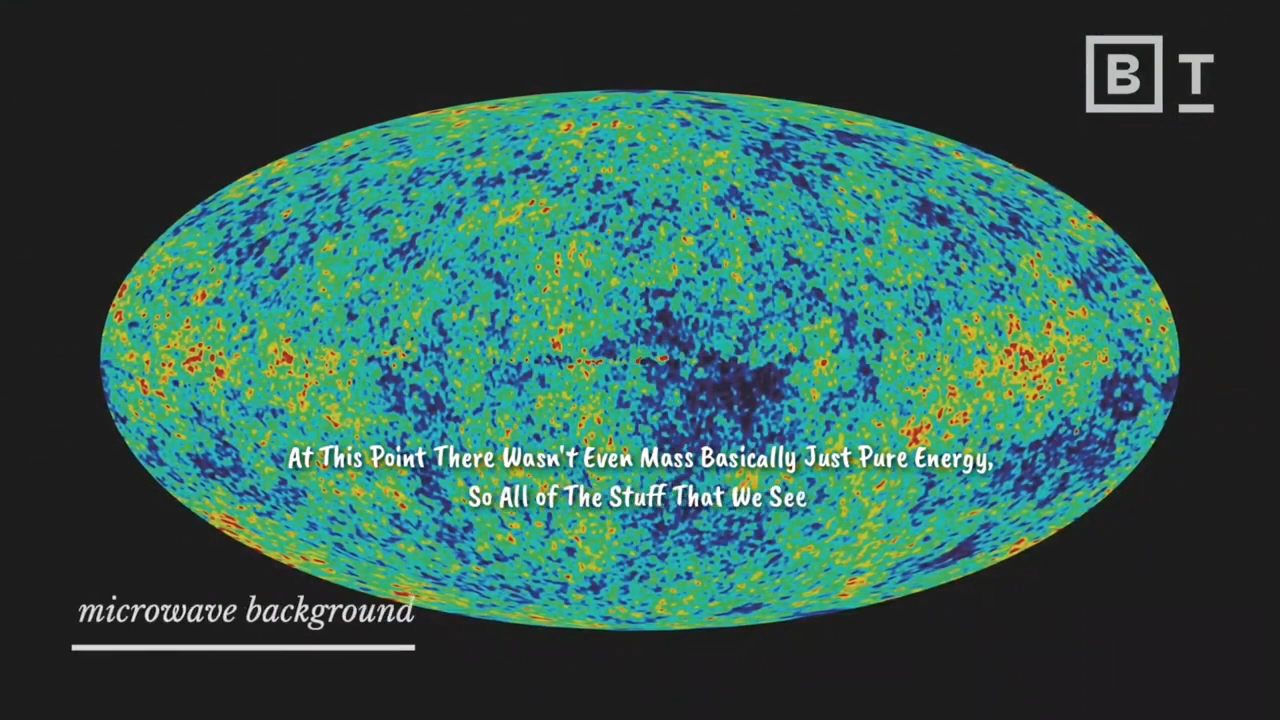 B T
At This Point There Wasn't Even Mass Basically Just Pure Energy,
So All of The Stuff That We See
microwave background